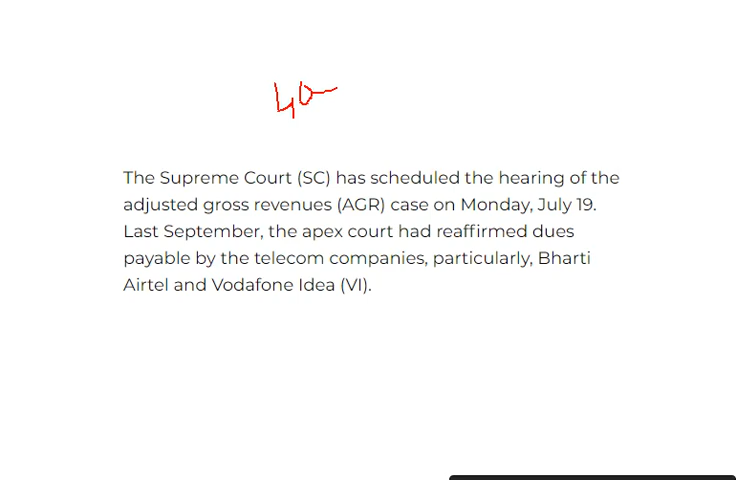 40
The Supreme Court (SC) has scheduled the hearing of the
adjusted gross revenues (AGR) case on Monday, July 19.
Last September, the apex court had reaffirmed dues
payable by the telecom companies, particularly, Bharti
Airtel and Vodafone Idea (VI).